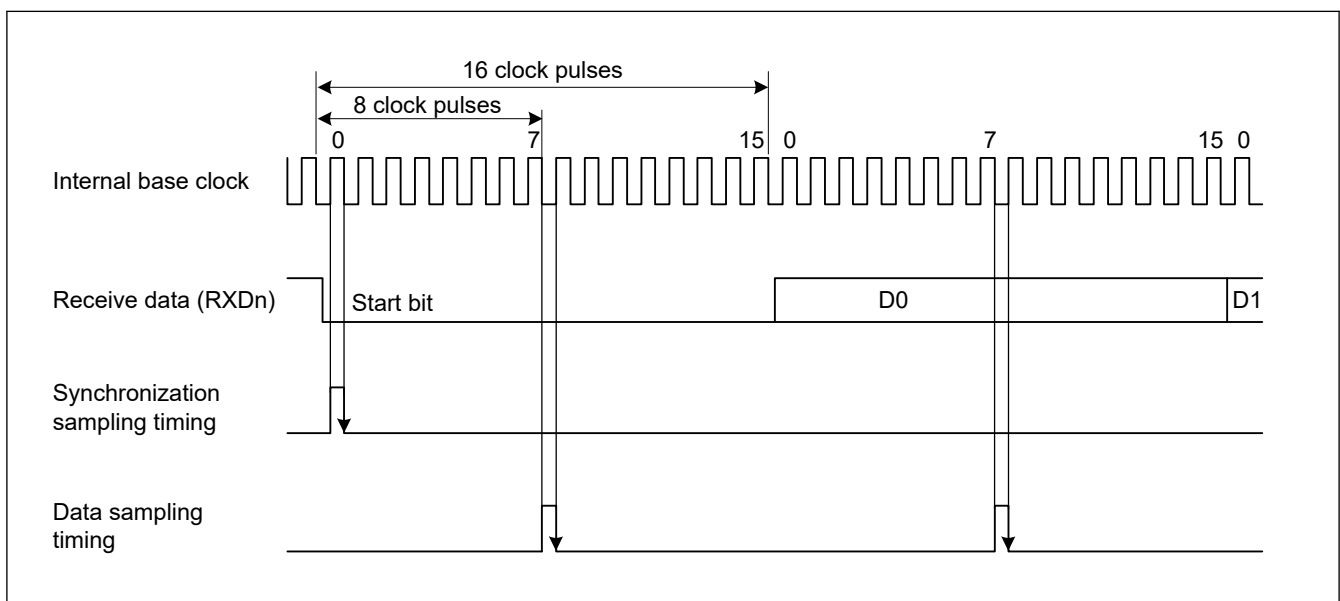 16 clock pulses
8 clock pulses
0 7 15 0 7 15 0
Internal base clock
Receive data (RXDn)
Start bit
D0
D1
Synchronization
sampling timing
Data sampling
timing